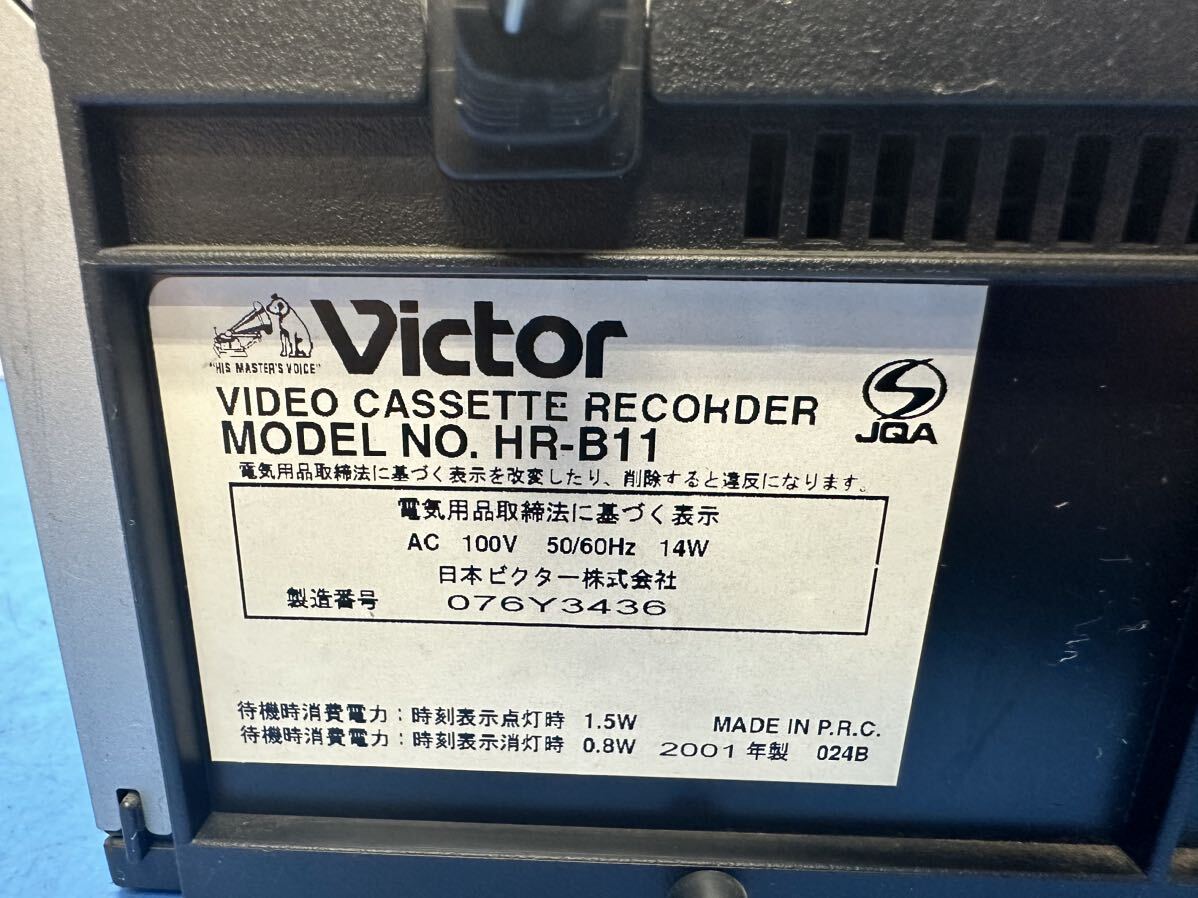 Victor
"HIS MASTER'S VOICE"
VIDEO CASSETTE RECORDER
MODEL NO. HR-B11
JQA
電気用品取締法に基づく表示を改変したり、削除すると違反になります。
電気用品取締法に基づく表示
AC 100V 50/60Hz 14W
日本ビクター株式会社
製造番号 076Y3436
待機時消費電力：時刻表示点灯時 1.5W
MADE IN P.R.C.
待機時消費電力：時刻表示消灯時 0.8W
2001年製 024B